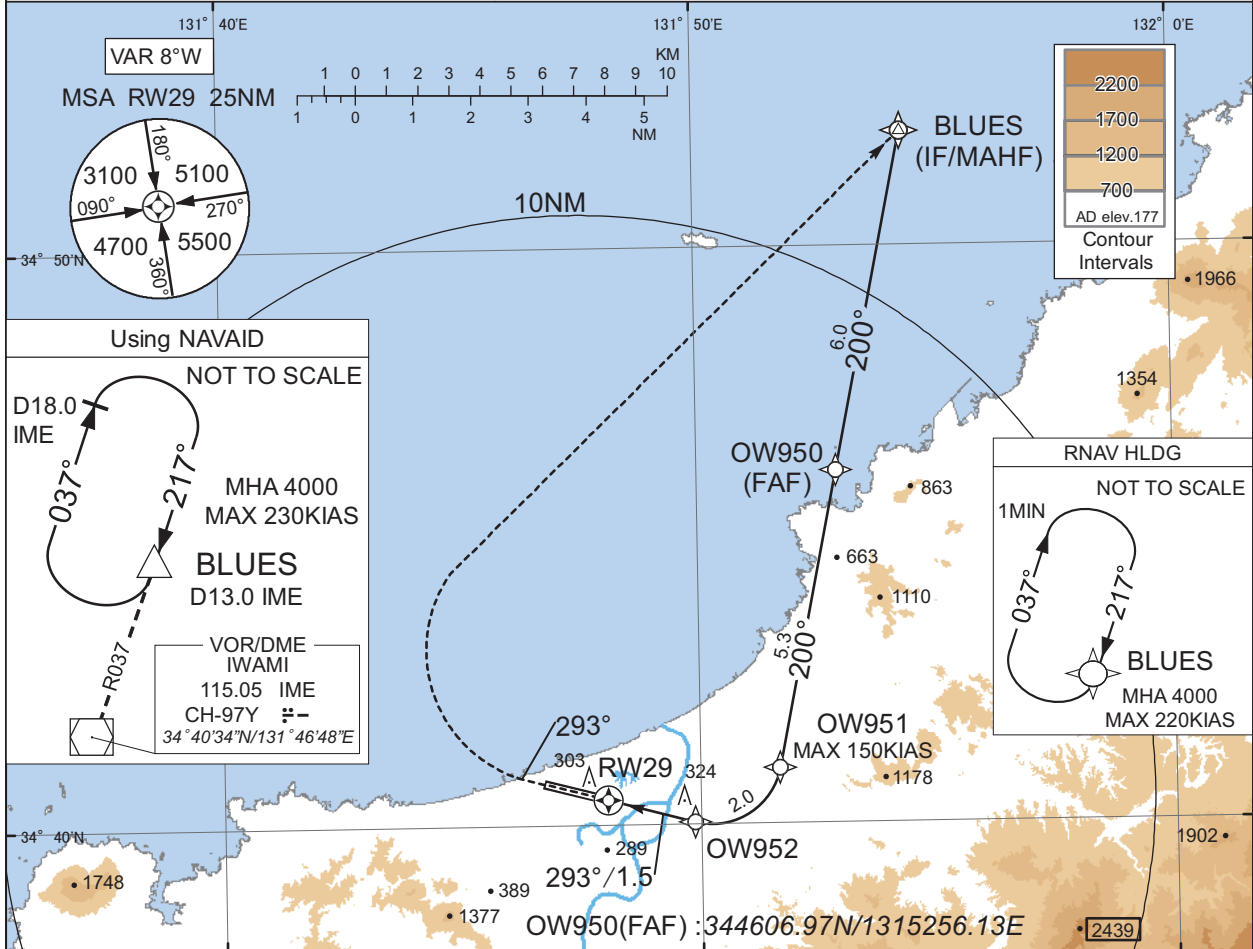 131° 40'E
131° 50'E
132° 0'E
VAR 8°W
MSA RW29 25NM
180°
3100
5100
090°
270°
4700
5500
360°
KM
1 0 1 2 3 4 5 6 7 8 9 10
1 0 1 2 3 4 5
NM
BLUES
(IF/MAHF)
2200
1700
1200
700
AD elev.177
Contour
Intervals
10NM
34° 50'N
1966
6.0
200°
1354
Using NAVAID
NOT TO SCALE
D18.0
IME
037°
217°
MHA 4000
MAX 230KIAS
BLUES
D13.0 IME
R037
VOR/DME
IWAMI
115.05 IME
CH-97Y
34°40'34"N/131°46'48"E
OW950
(FAF)
863
663
1110
5.3
200°
RNAV HLDG
NOT TO SCALE
1MIN
037°
217°
BLUES
MHA 4000
MAX 220KIAS
OW951
MAX 150KIAS
1178
293°
303
RW29
324
2.0
34° 40'N
OW952
289
293°/1.5
389
1377
1748
1902
OW950(FAF) :344606.97N/1315256.13E
2439